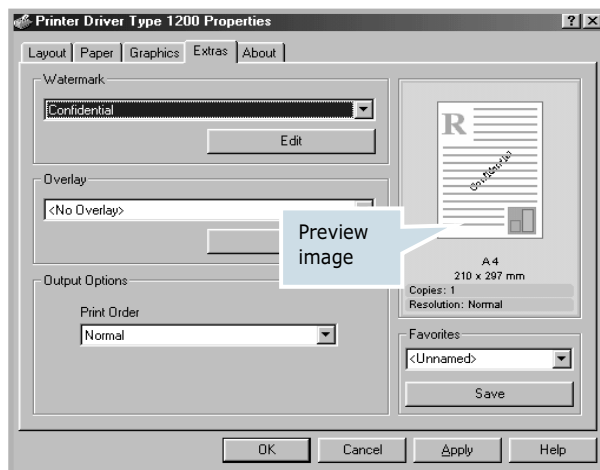 Printer Driver Type 1200 Properties
Layout Paper Graphics Extras About
Watermark
Confidential
Edit
Overlay
<No Overlay>
Output Options
Print Order
Normal
R
Confidential
Preview
image
A4
210 x 297 mm
Copies: 1
Resolution: Normal
Favorites
<Unnamed>
Save
OK Cancel Apply Help